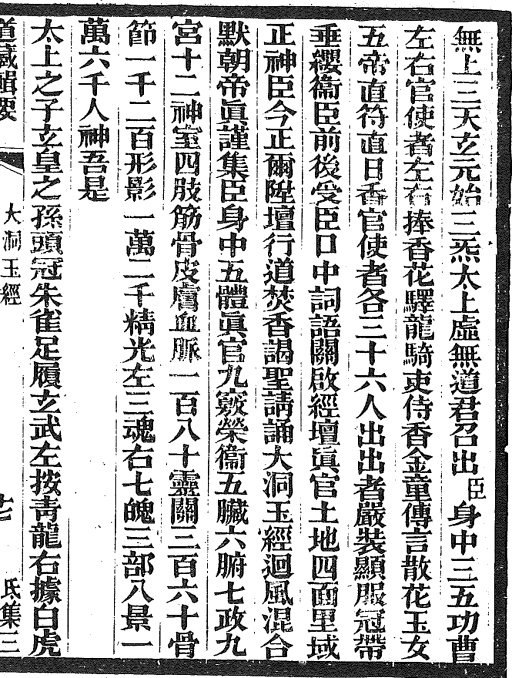 無上三天玄元始三炁太上虛無道君召出臣身中三五功曹
左右官使者左右捧香花驛龍騎吏侍香金童傳言散花玉女
五帝直符直日香官使者各三十六人出出者嚴裝顯服冠帶
垂纓衞臣前後受臣口中詞語關啟經壇眞官土地四面里域
正神臣今正爾陞壇行道焚香謁聖請誦大洞玉經迴風混合
默朝帝眞謹集臣身中五體眞官九竅榮衞五臟六腑七政九
宮十二神室四肢筋骨皮膚血脈一百八十靈關三百六十骨
節一千二百形影一萬二千精光左三魂右七魄三部八景一
萬六千人神吾是
太上之子玄皇之孫頭冠朱雀足履玄武左扳靑龍右據白虎
道藏輯要
大洞玉經
氐集三